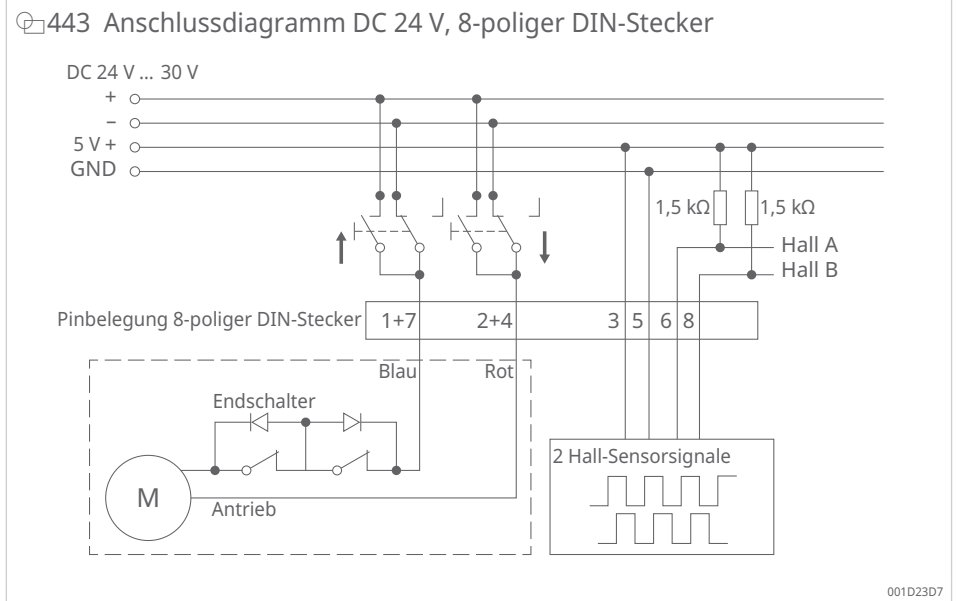 443 Anschlussdiagramm DC 24 V, 8-poliger DIN-Stecker
DC 24 V ... 30 V
+
–
5 V +
GND
1,5 kΩ
1,5 kΩ
Hall A
Hall B
Pinbelegung 8-poliger DIN-Stecker
1+7
2+4
3
5
6
8
Blau
Rot
Endschalter
2 Hall-Sensorsignale
M
Antrieb
001D23D7